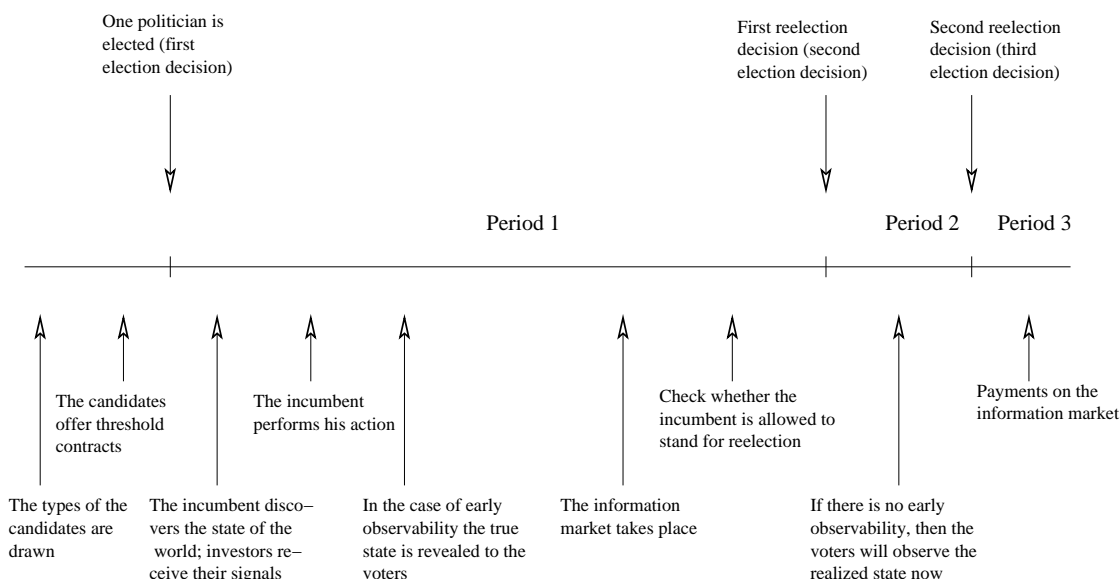 One politician is
elected (first
election decision)
First reelection
decision (second
election decision)
Second reelection
decision (third
election decision)
Period 1
Period 2
Period 3
The candidates
offer threshold
contracts
The incumbent
performs his action
Check whether the
incumbent is allowed to
stand for reelection
Payments on the
information market
The types of the
candidates are
drawn
The incumbent disco−
vers the state of the
world; investors re−
ceive their signals
In the case of early
observability the true
state is revealed to the
voters
The information
market takes place
If there is no early
observability, then the
voters will observe the
realized state now